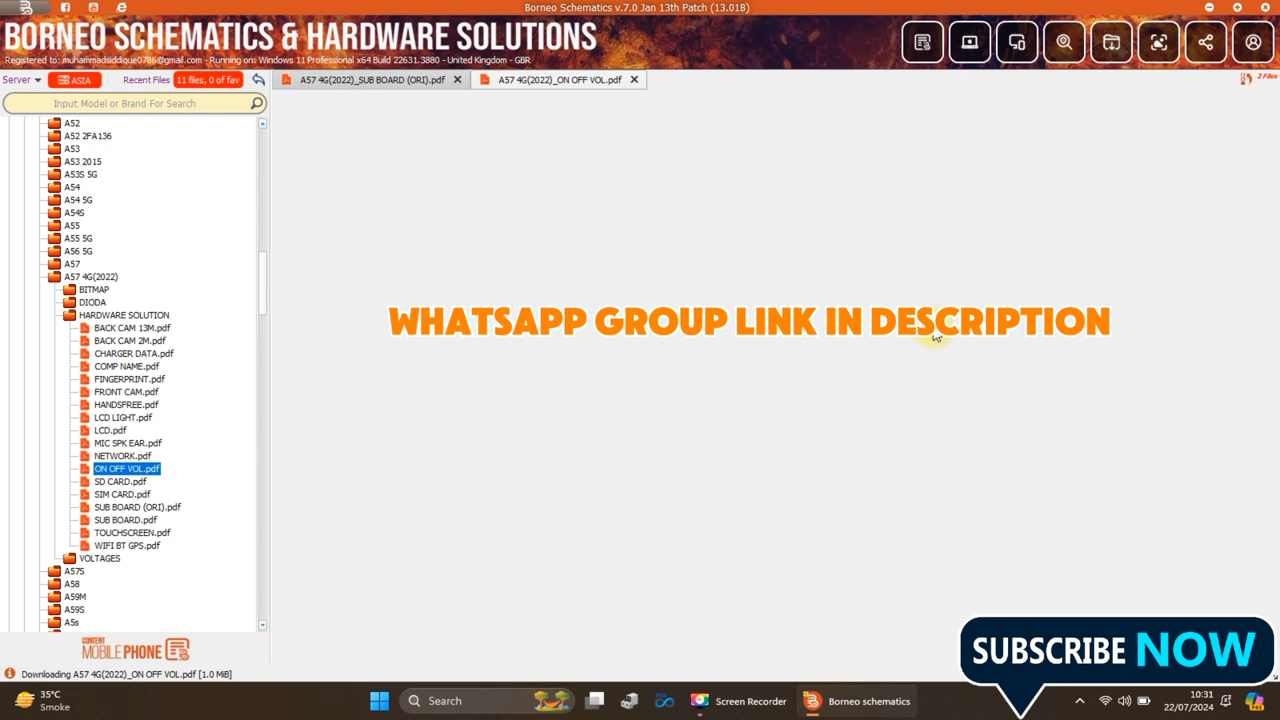 Borneo Schematics v.7.0 Jan 13th Patch (13.01B)
BORNEO SCHEMATICS & HARDWARE SOLUTIONS
Registered to: muhammadsiddique0786@gmail.com - Running on: Windows 11 Professional x64 Build 22631.3880 - United Kingdom - GBR
Server ASIA Recent Files 11 files, 0 of fav
A57 4G(2022)_SUB BOARD (ORI).pdf A57 4G(2022)_ON OFF VOL.pdf
2 Files
Input Model or Brand For Search
A52
A52 2FA136
A53
A53 2015
A53S 5G
A54
A54 5G
A54S
A55
A55 5G
A56 5G
A57
A57 4G(2022)
BITMAP
DIODA
HARDWARE SOLUTION
BACK CAM 13M.pdf
BACK CAM 2M.pdf
CHARGER DATA.pdf
COMP NAME.pdf
FINGERPRINT.pdf
FRONT CAM.pdf
HANDSFREE.pdf
LCD LIGHT.pdf
LCD.pdf
MIC SPK EAR.pdf
NETWORK.pdf
ON OFF VOL.pdf
SD CARD.pdf
SIM CARD.pdf
SUB BOARD (ORI).pdf
SUB BOARD.pdf
TOUCHSCREEN.pdf
WIFI BT GPS.pdf
VOLTAGES
A57S
A58
A59M
A59S
A5s
WHATSAPP GROUP LINK IN DESCRIPTION
CONTENT
MOBILE PHONE
SUBSCRIBE NOW
Downloading A57 4G(2022)_ON OFF VOL.pdf [1.0 MiB]
35°C
Smoke
Search
Screen Recorder
Borneo schematics
10:31
22/07/2024